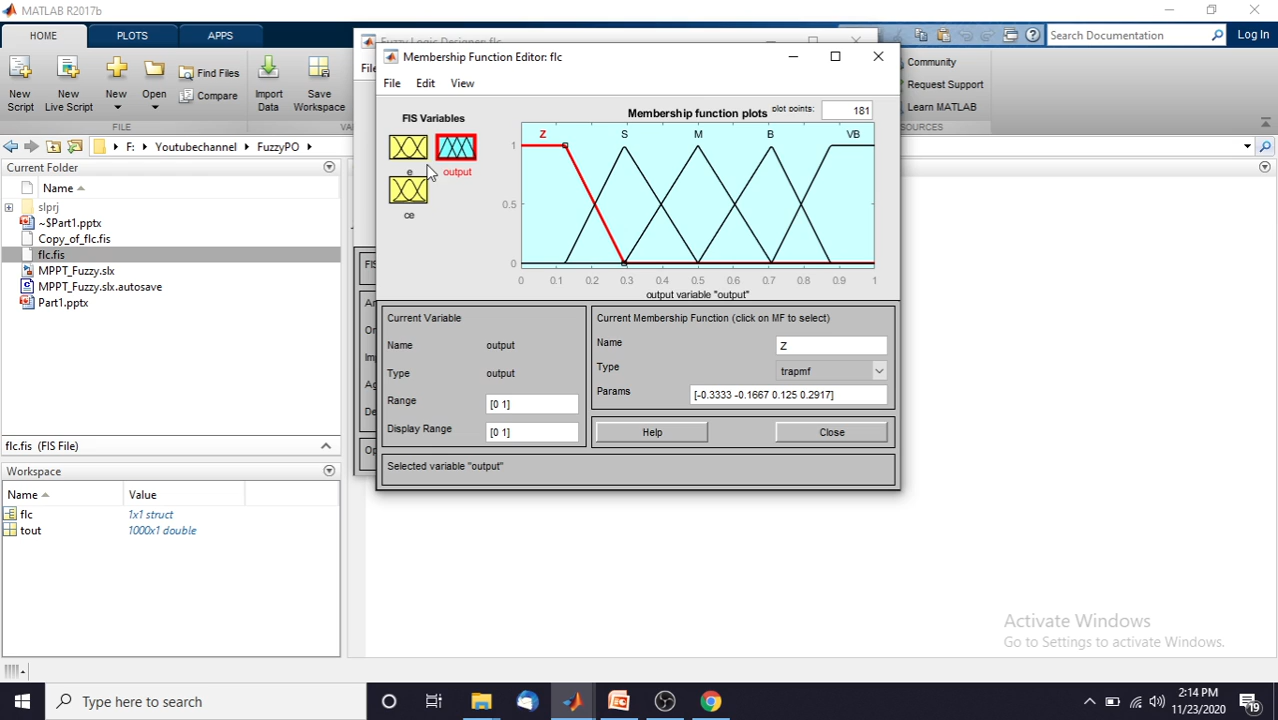 MATLAB R2017b
HOME
PLOTS
APPS
Search Documentation
Log In
New Script
New Live Script
New
Open
Find Files
Compare
Import Data
Save Workspace
FILE
Community
Request Support
Learn MATLAB
F:
Youtubechannel
FuzzyPO
Current Folder
Name
slprj
~$Part1.pptx
Copy_of_flc.fis
flc.fis
MPPT_Fuzzy.slx
MPPT_Fuzzy.slx.autosave
Part1.pptx
flc.fis (FIS File)
Workspace
Name
Value
flc
1x1 struct
tout
1000x1 double
Membership Function Editor: flc
File
Edit
View
FIS Variables
Membership function plots
plot points:
181
e
output
ce
Z
S
M
B
VB
1
0.5
0
0
0.1
0.2
0.3
0.4
0.5
0.6
0.7
0.8
0.9
1
output variable "output"
Current Variable
Name
output
Type
output
Range
[0 1]
Display Range
[0 1]
Current Membership Function (click on MF to select)
Name
Z
Type
trapmf
Params
[-0.3333 -0.1667 0.125 0.2917]
Help
Close
Selected variable "output"
Activate Windows
Go to Settings to activate Windows.
Type here to search
2:14 PM
11/23/2020
19